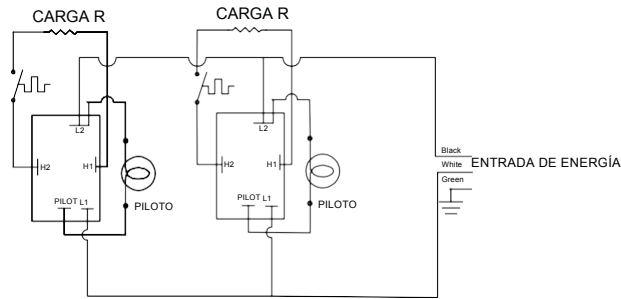 CARGA R
CARGA R
L2
L2
H2
H1
H2
H1
Black
White
Green
ENTRADA DE ENERGÍA
PILOT
L1
PILOTO
PILOT
L1
PILOTO